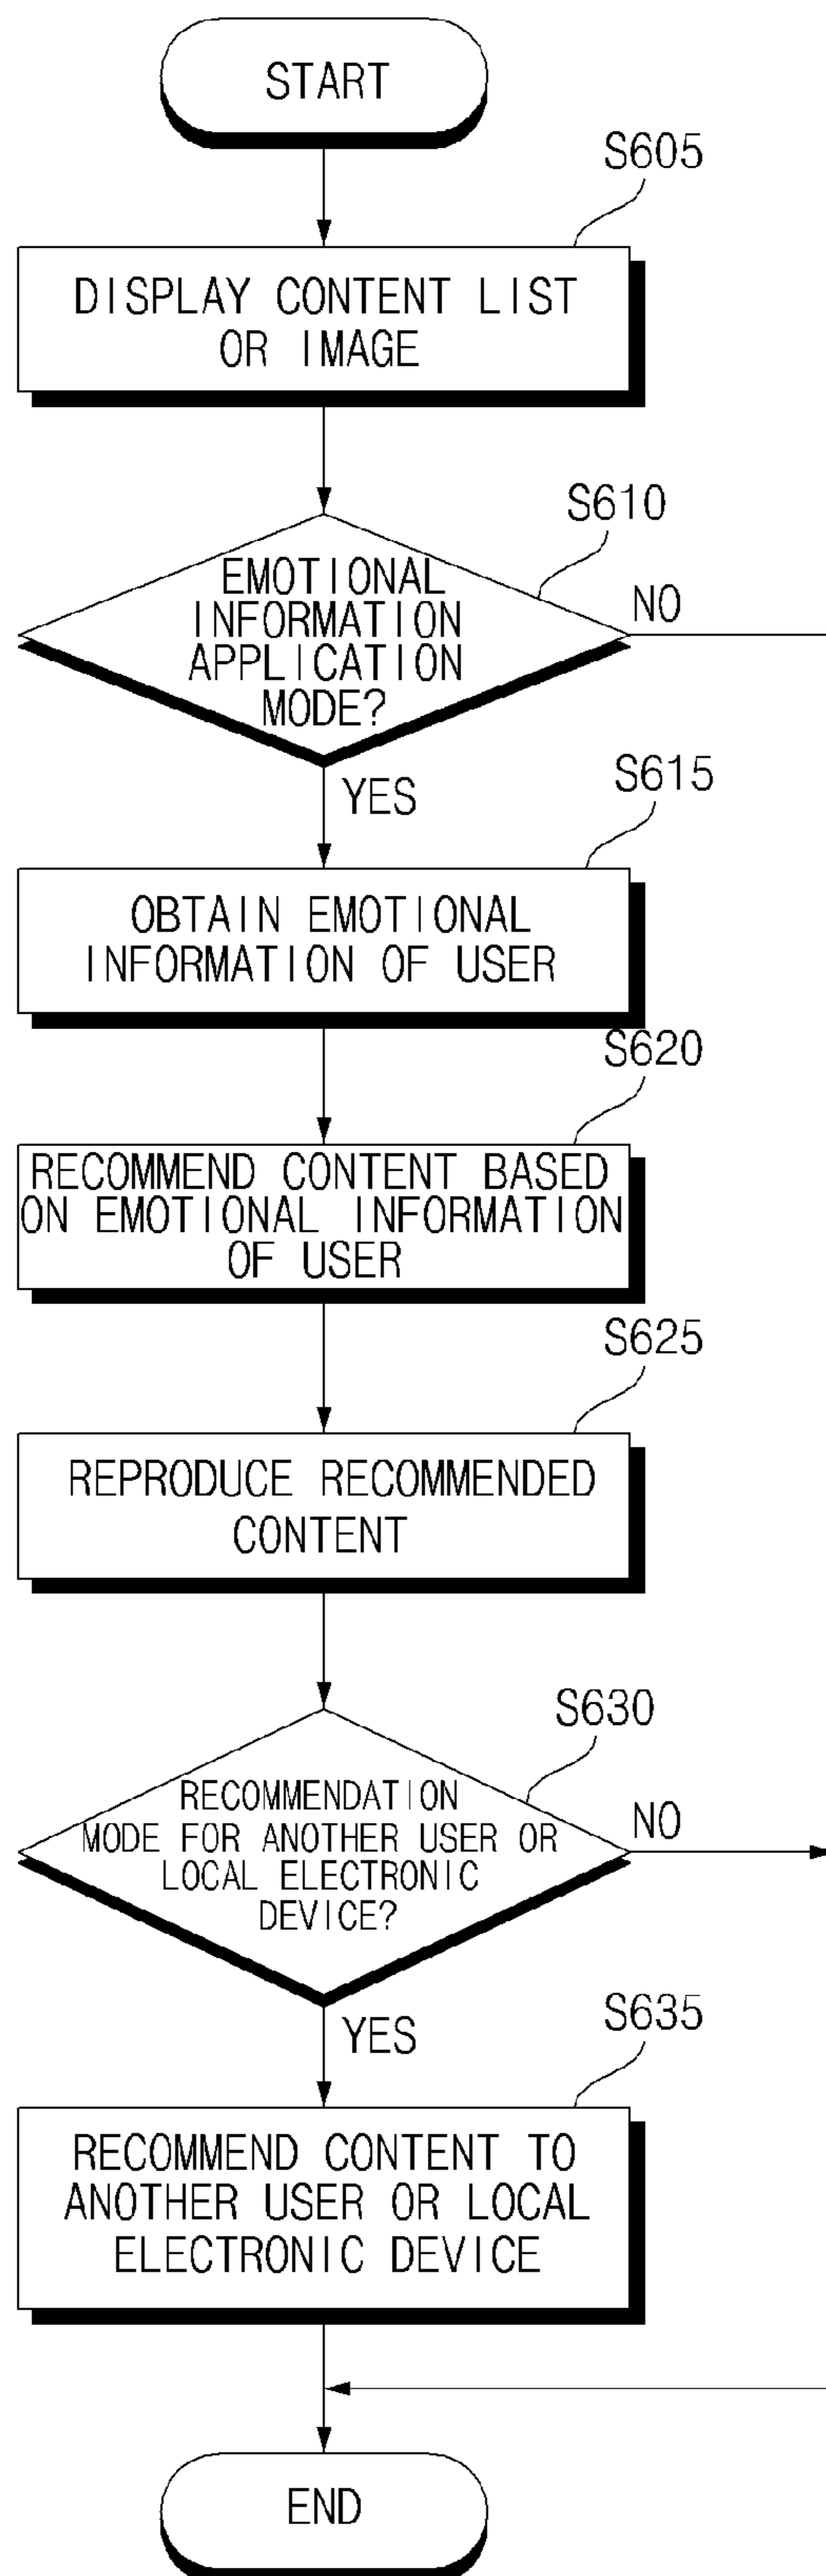 START
S605
DISPLAY CONTENT LIST
OR IMAGE
S610
EMOTIONAL
INFORMATION
APPLICATION
MODE?
NO
YES
S615
OBTAIN EMOTIONAL
INFORMATION OF USER
S620
RECOMMEND CONTENT BASED
ON EMOTIONAL INFORMATION
OF USER
S625
REPRODUCE RECOMMENDED
CONTENT
S630
RECOMMENDATION
MODE FOR ANOTHER USER OR
LOCAL ELECTRONIC
DEVICE?
NO
YES
S635
RECOMMEND CONTENT TO
ANOTHER USER OR LOCAL
ELECTRONIC DEVICE
END